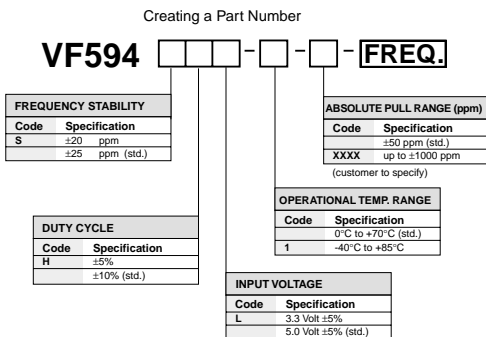 Creating a Part Number
VF594 - - - FREQ.
FREQUENCY STABILITY
Code Specification
S ±20 ppm
±25 ppm (std.)
ABSOLUTE PULL RANGE (ppm)
Code Specification
±50 ppm (std.)
XXXX up to ±1000 ppm
(customer to specify)
OPERATIONAL TEMP. RANGE
Code Specification
0°C to +70°C (std.)
1 -40°C to +85°C
DUTY CYCLE
Code Specification
H ±5%
±10% (std.)
INPUT VOLTAGE
Code Specification
L 3.3 Volt ±5%
5.0 Volt ±5% (std.)